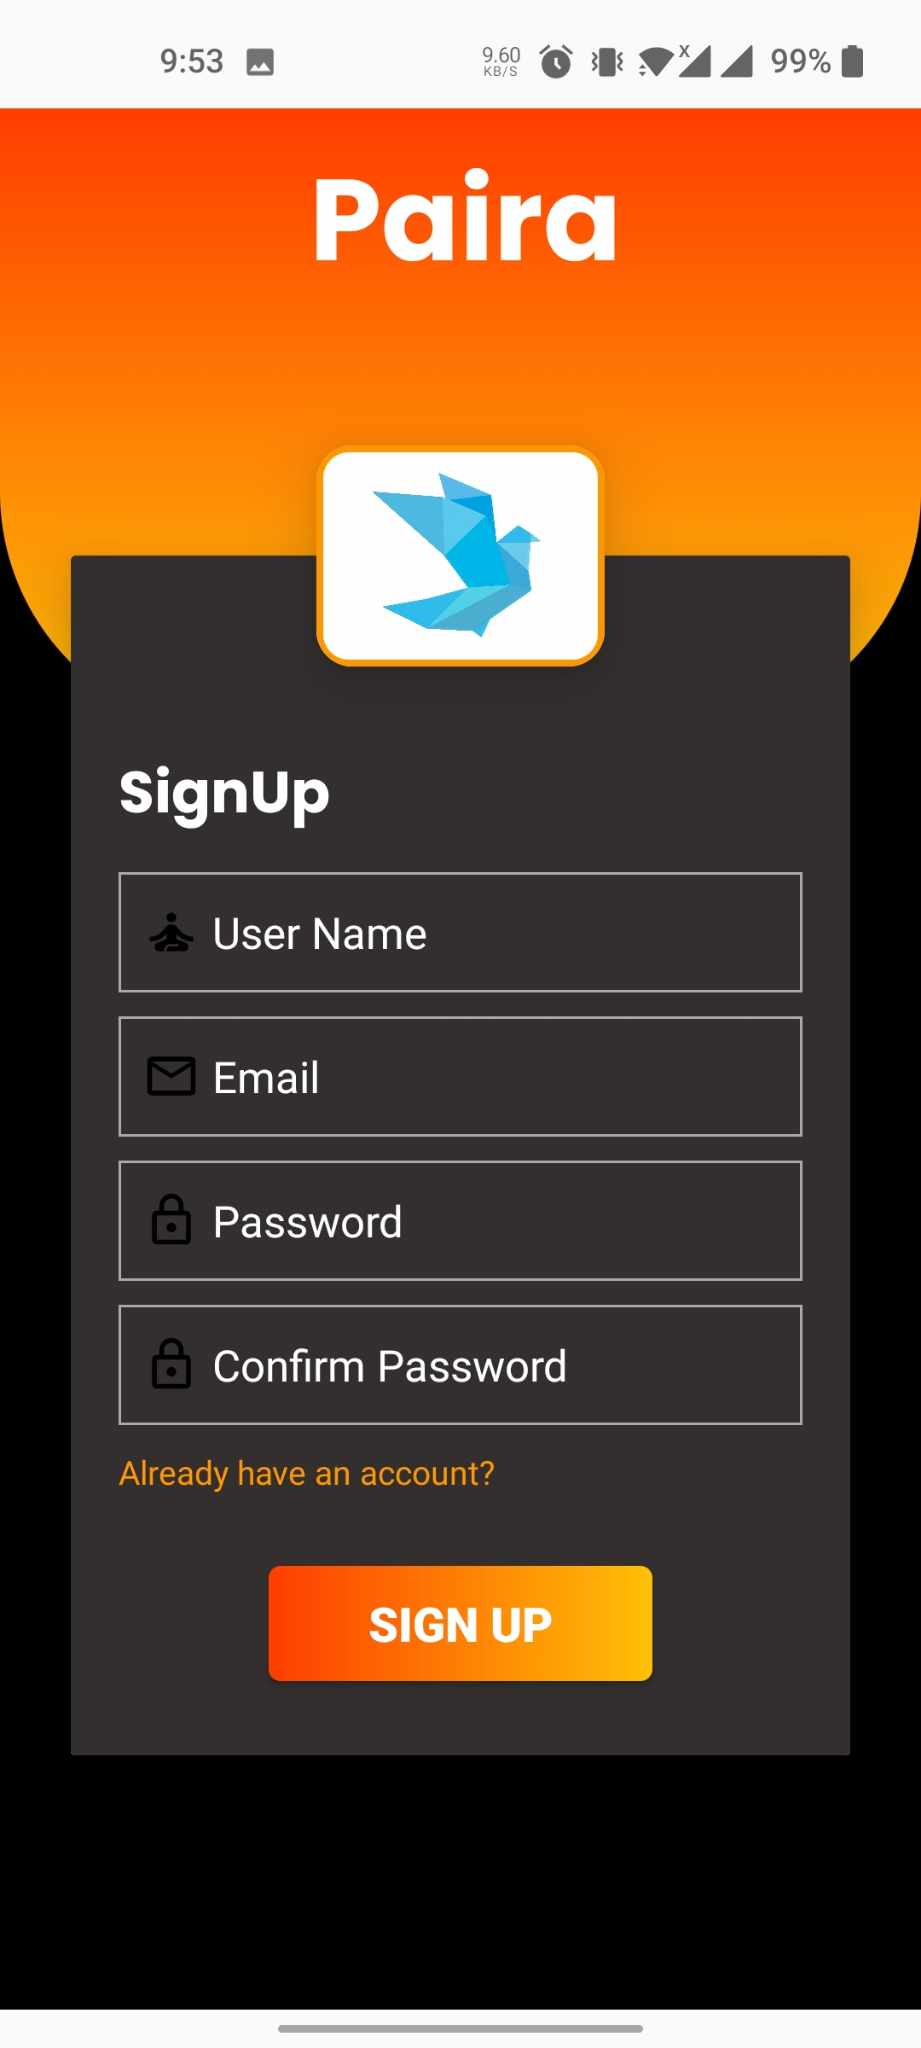 9:53 9.60 KB/S x 99%
Paira
SignUp
User Name
Email
Password
Confirm Password
Already have an account?
SIGN UP